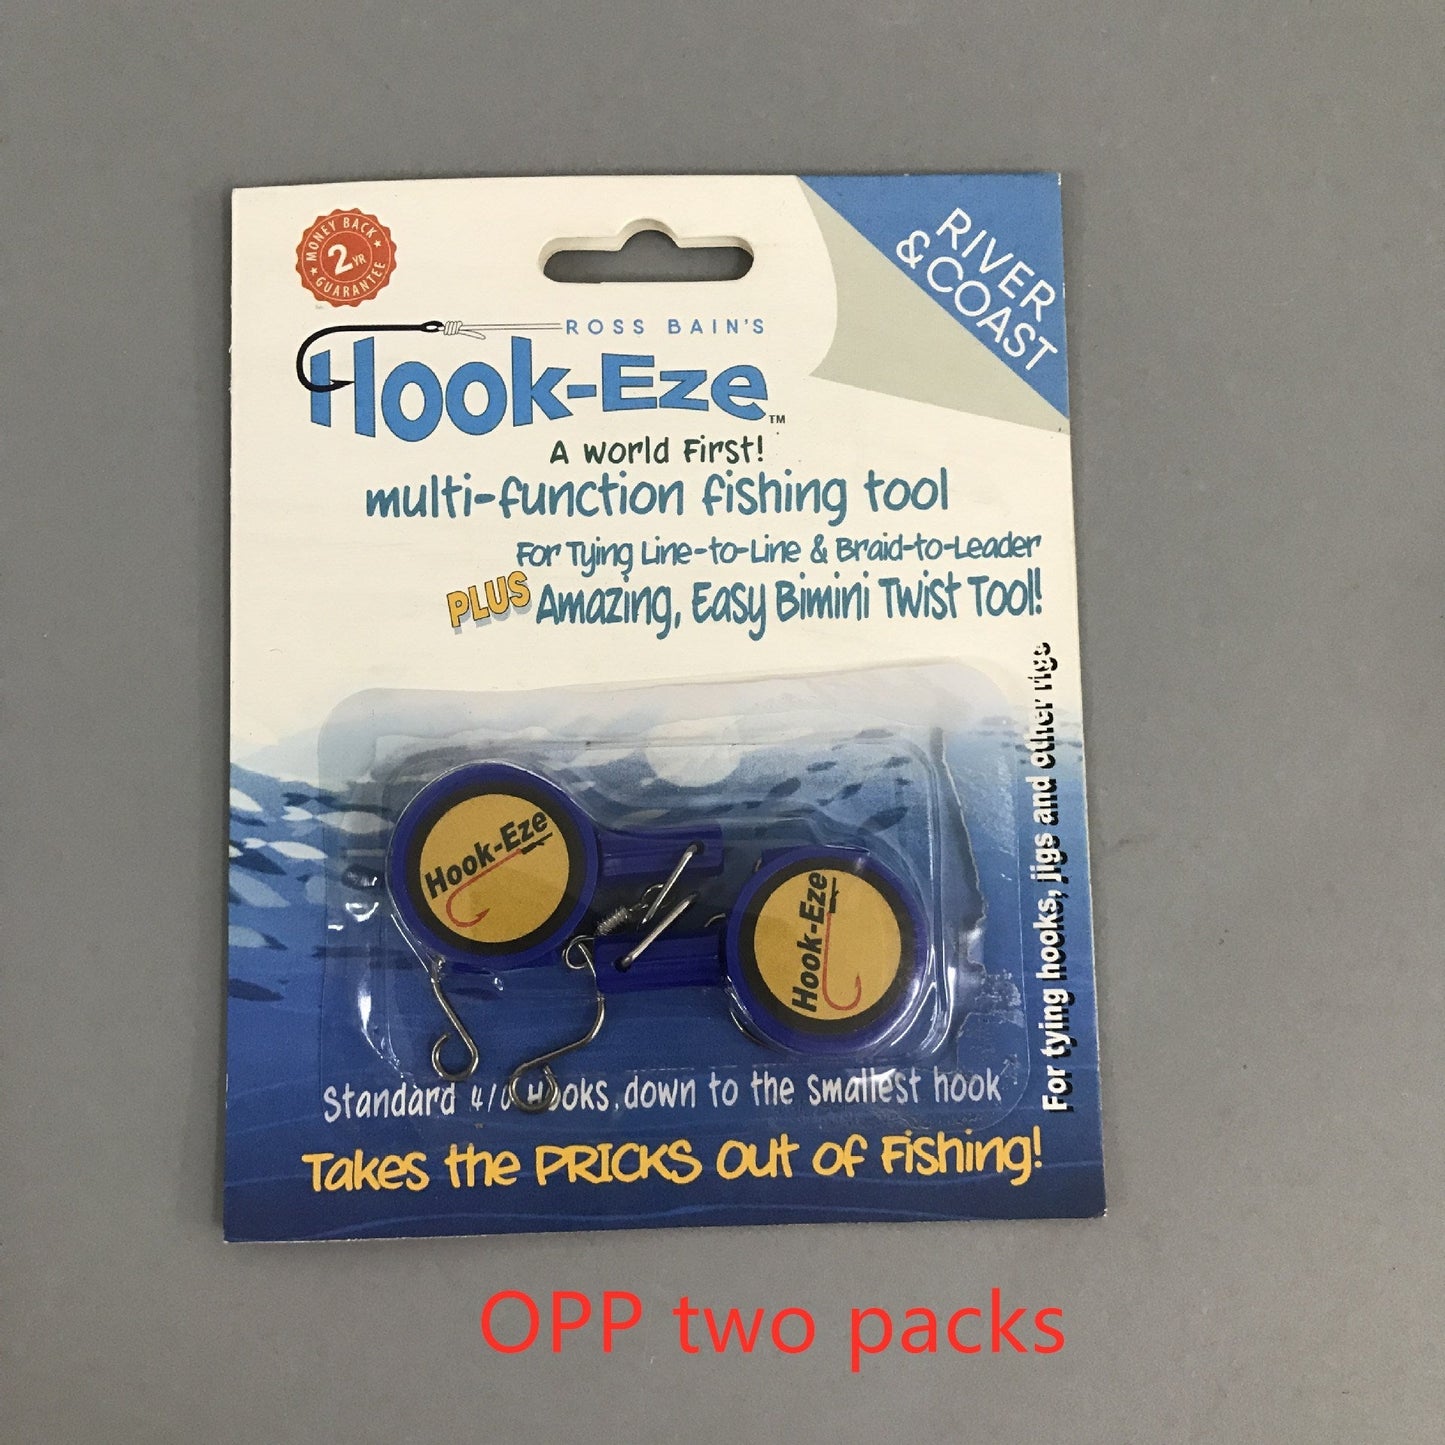 MONEY BACK
2 YR
GUARANTEE
RIVER
& COAST
ROSS BAIN'S
Hook-Eze™
A World First!
multi-function fishing tool
For Tying Line-to-Line & Braid-to-Leader
PLUS Amazing, Easy Bimini Twist Tool!
For tying hooks, jigs and other rigs
Hook-Eze
Hook-Eze
Standard 4/0 Hooks, down to the smallest hook
Takes the PRICKS Out of Fishing!
OPP two packs